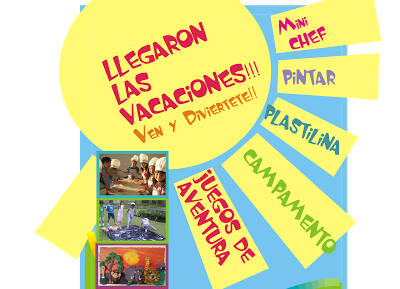 LLEGARON
LAS
VACACIONES!!!
VEN Y DIVIERTETE!!
MINI
CHEF
PINTAR
PLASTILINA
CAMPAMENTO
JUEGOS DE
AVENTURA